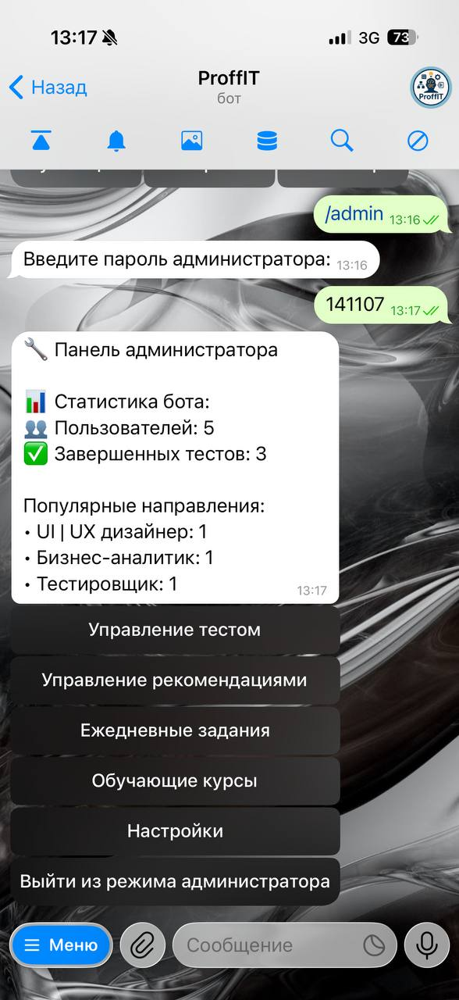 13:17
3G 73
Назад
ProffIT
бот
ProffIT
/admin 13:16
Введите пароль администратора: 13:16
141107 13:17
Панель администратора
Статистика бота:
Пользователей: 5
Завершенных тестов: 3
Популярные направления:
• UI | UX дизайнер: 1
• Бизнес-аналитик: 1
• Тестировщик: 1
13:17
Управление тестом
Управление рекомендациями
Ежедневные задания
Обучающие курсы
Настройки
Выйти из режима администратора
Меню
Сообщение